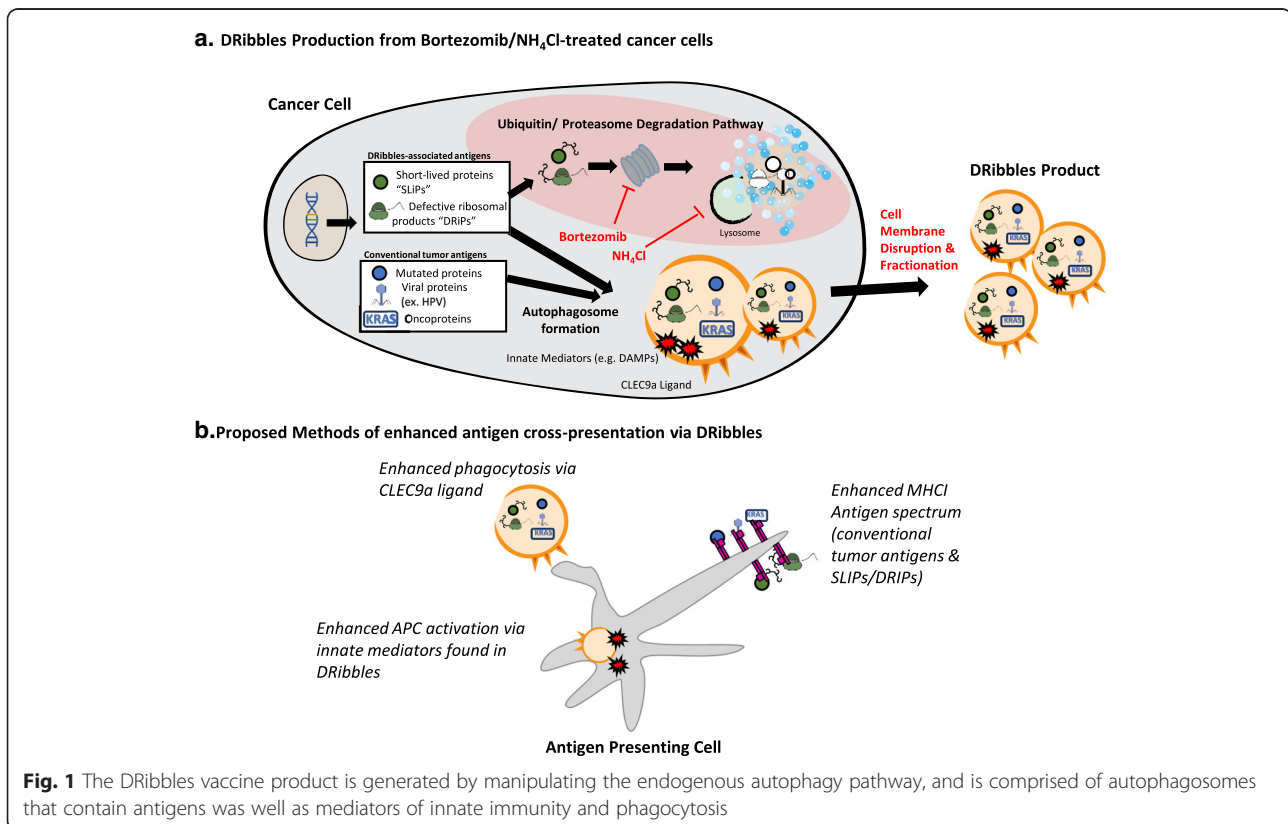 a. DRibbles Production from Bortezomib/NH4Cl-treated cancer cells
Cancer Cell
Ubiquitin/ Proteasome Degradation Pathway
DRibbles-associated antigens
Short-lived proteins
"SLiPs"
Defective ribosomal
products "DRiPs"
Lysosome
Bortezomib
NH4Cl
Conventional tumor antigens
Mutated proteins
Viral proteins
(ex. HPV)
KRAS Oncoproteins
Autophagosome
formation
KRAS
KRAS
Innate Mediators (e.g. DAMPs)
CLEC9a Ligand
Cell
Membrane
Disruption &
Fractionation
DRibbles Product
KRAS
KRAS
KRAS
b.Proposed Methods of enhanced antigen cross-presentation via DRibbles
Enhanced phagocytosis via
CLEC9a ligand
KRAS
KRAS
Enhanced MHCI
Antigen spectrum
(conventional
tumor antigens &
SLIPs/DRIPs)
Enhanced APC activation via
innate mediators found in
DRibbles
Antigen Presenting Cell
Fig. 1 The DRibbles vaccine product is generated by manipulating the endogenous autophagy pathway, and is comprised of autophagosomes
that contain antigens was well as mediators of innate immunity and phagocytosis